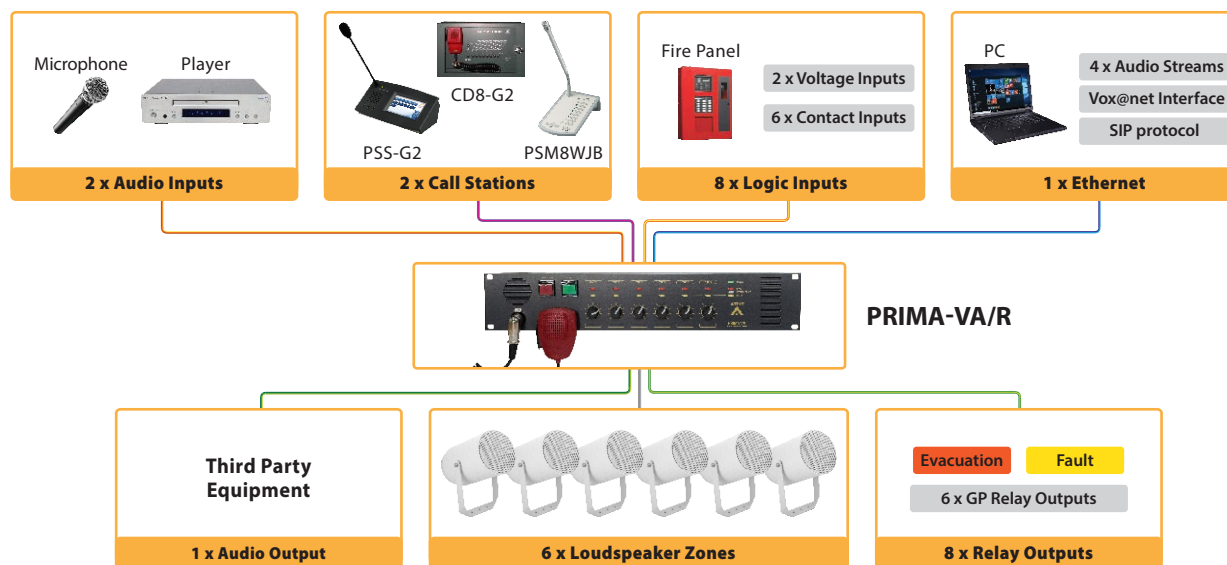 Microphone
Player
2 x Audio Inputs
CD8-G2
PSS-G2
PSM8WJB
2 x Call Stations
Fire Panel
2 x Voltage Inputs
6 x Contact Inputs
8 x Logic Inputs
PC
4 x Audio Streams
Vox@net Interface
SIP protocol
1 x Ethernet
PRIMA-VA/R
Third Party
Equipment
1 x Audio Output
6 x Loudspeaker Zones
Evacuation
Fault
6 x GP Relay Outputs
8 x Relay Outputs